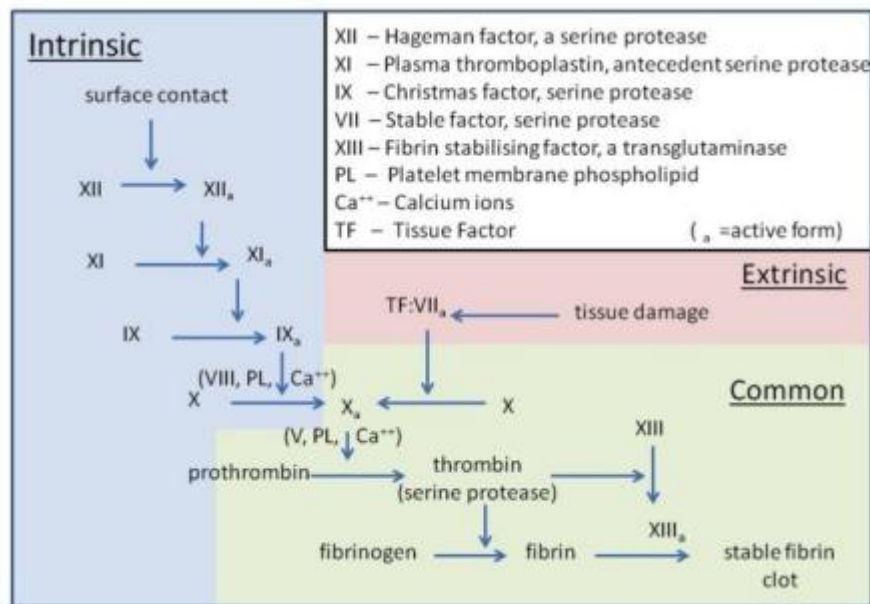 Intrinsic
XII – Hageman factor, a serine protease
XI – Plasma thromboplastin, antecedent serine protease
IX – Christmas factor, serine protease
VII – Stable factor, serine protease
XIII – Fibrin stabilising factor, a transglutaminase
PL – Platelet membrane phospholipid
Ca⁺⁺ – Calcium ions
TF – Tissue Factor ( ₐ =active form)
surface contact
XII XIIₐ
XI XIₐ
Extrinsic
TF:VIIₐ tissue damage
IX IXₐ
(VIII, PL, Ca⁺⁺)
Common
X Xₐ X
(V, PL, Ca⁺⁺)
XIII
prothrombin thrombin
(serine protease)
XIIIₐ
fibrinogen fibrin stable fibrin
clot